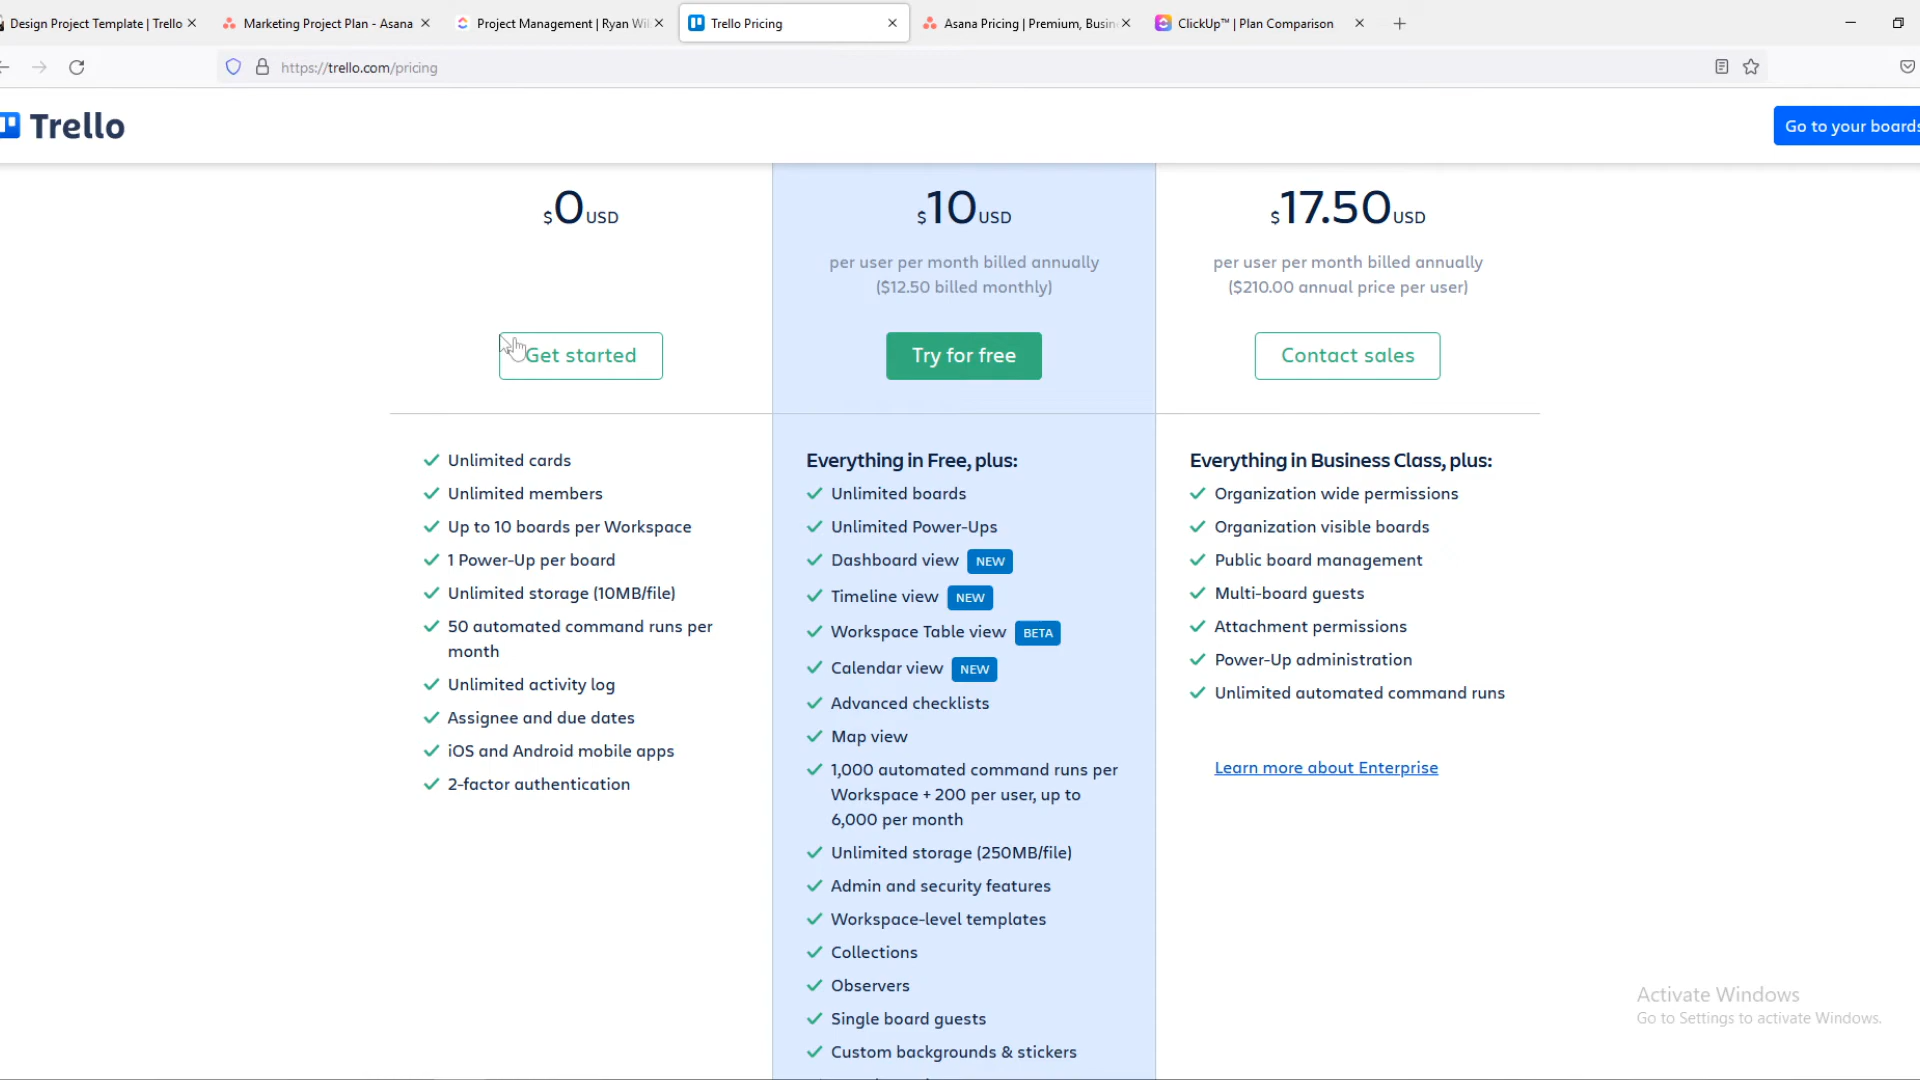 Design Project Template | Trello
Marketing Project Plan - Asana
Project Management | Ryan Wil
Trello Pricing
Asana Pricing | Premium, Busin
ClickUp™ | Plan Comparison
https://trello.com/pricing
Trello
Go to your boards
$0 USD
$10 USD
$17.50 USD
per user per month billed annually
($12.50 billed monthly)
per user per month billed annually
($210.00 annual price per user)
Get started
Try for free
Contact sales
Unlimited cards
Unlimited members
Up to 10 boards per Workspace
1 Power-Up per board
Unlimited storage (10MB/file)
50 automated command runs per
month
Unlimited activity log
Assignee and due dates
iOS and Android mobile apps
2-factor authentication
Everything in Free, plus:
Unlimited boards
Unlimited Power-Ups
Dashboard view NEW
Timeline view NEW
Workspace Table view BETA
Calendar view NEW
Advanced checklists
Map view
1,000 automated command runs per
Workspace + 200 per user, up to
6,000 per month
Unlimited storage (250MB/file)
Admin and security features
Workspace-level templates
Collections
Observers
Single board guests
Custom backgrounds & stickers
Everything in Business Class, plus:
Organization wide permissions
Organization visible boards
Public board management
Multi-board guests
Attachment permissions
Power-Up administration
Unlimited automated command runs
Learn more about Enterprise
Activate Windows
Go to Settings to activate Windows.